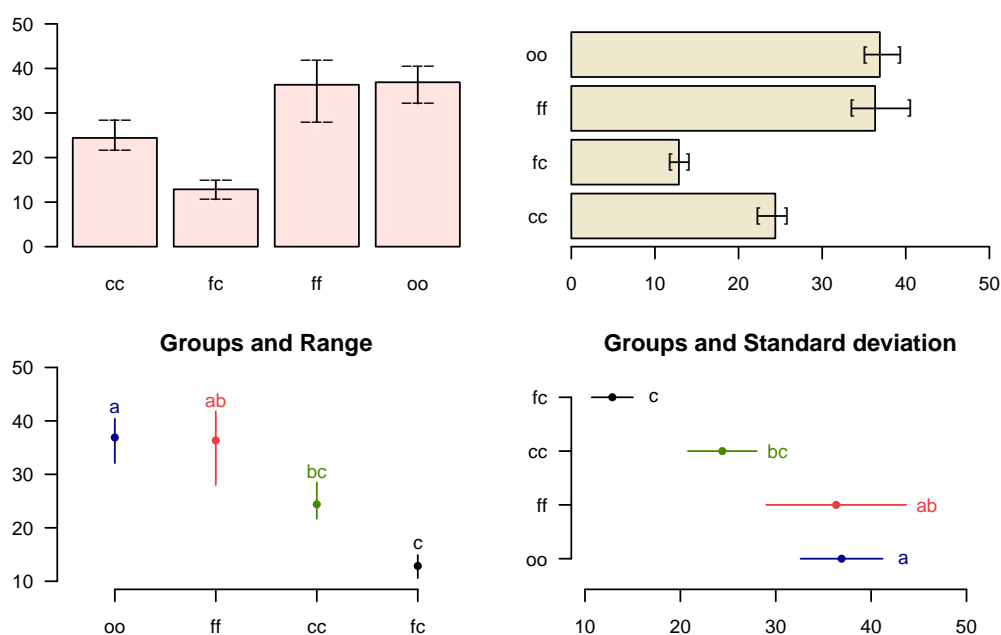 50
40
30
20
10
0
cc fc ff oo
oo
ff
fc
cc
0 10 20 30 40 50
Groups and Range
50
40
30
20
10
a
ab
bc
c
oo ff cc fc
Groups and Standard deviation
fc c
cc bc
ff ab
oo a
10 20 30 40 50